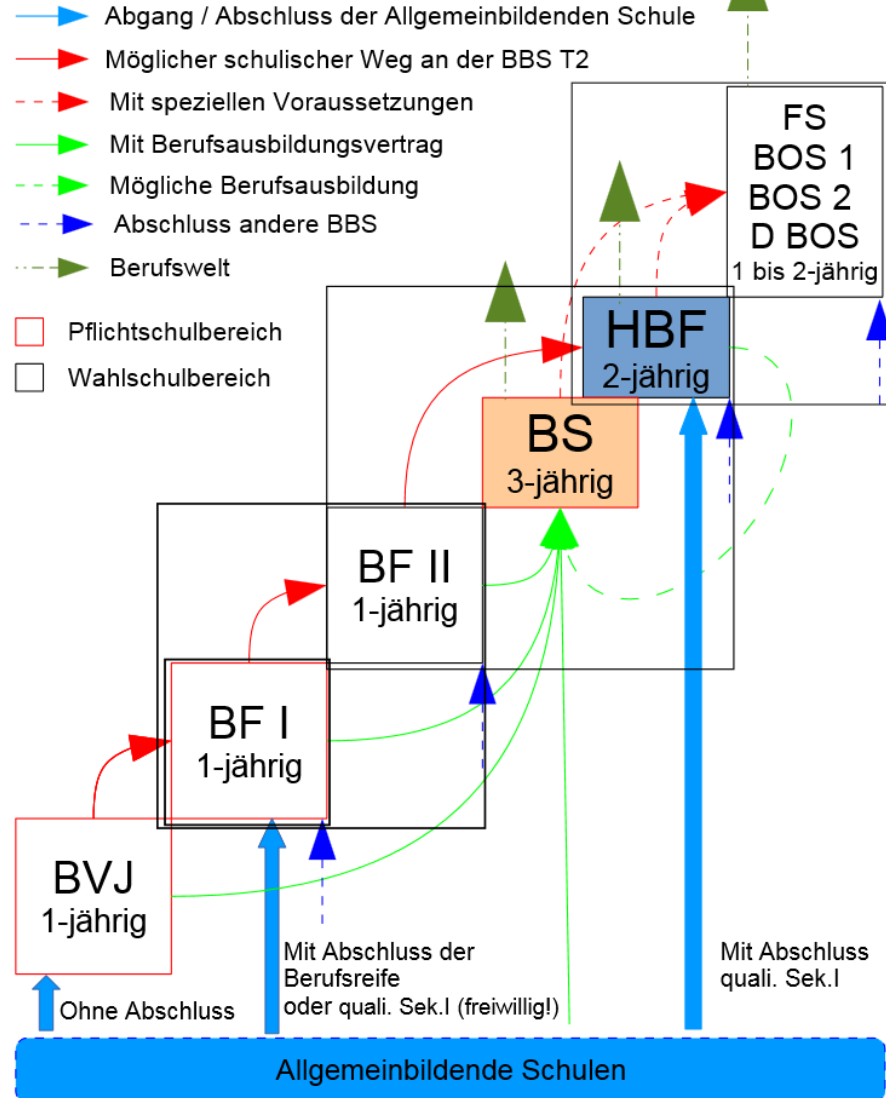 Abgang / Abschluss der Allgemeinbildenden Schule
Möglicher schulischer Weg an der BBS T2
Mit speziellen Voraussetzungen
Mit Berufsausbildungsvertrag
Mögliche Berufsausbildung
Abschluss andere BBS
Berufswelt
Pflichtschulbereich
Wahlschulbereich
FS
BOS 1
BOS 2
D BOS
1 bis 2-jährig
HBF
2-jährig
BS
3-jährig
BF II
1-jährig
BF I
1-jährig
BVJ
1-jährig
Ohne Abschluss
Mit Abschluss der
Berufsreife
oder quali. Sek.I (freiwillig!)
Mit Abschluss
quali. Sek.I
Allgemeinbildende Schulen